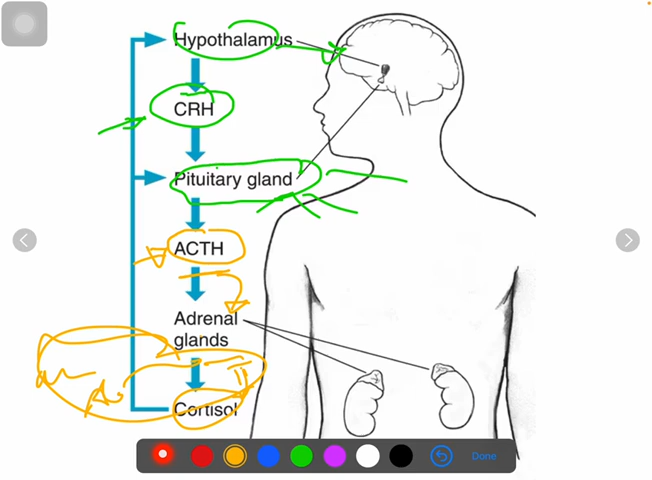 Hypothalamus
CRH
Pituitary gland
ACTH
Adrenal
glands
Cortisol
Done